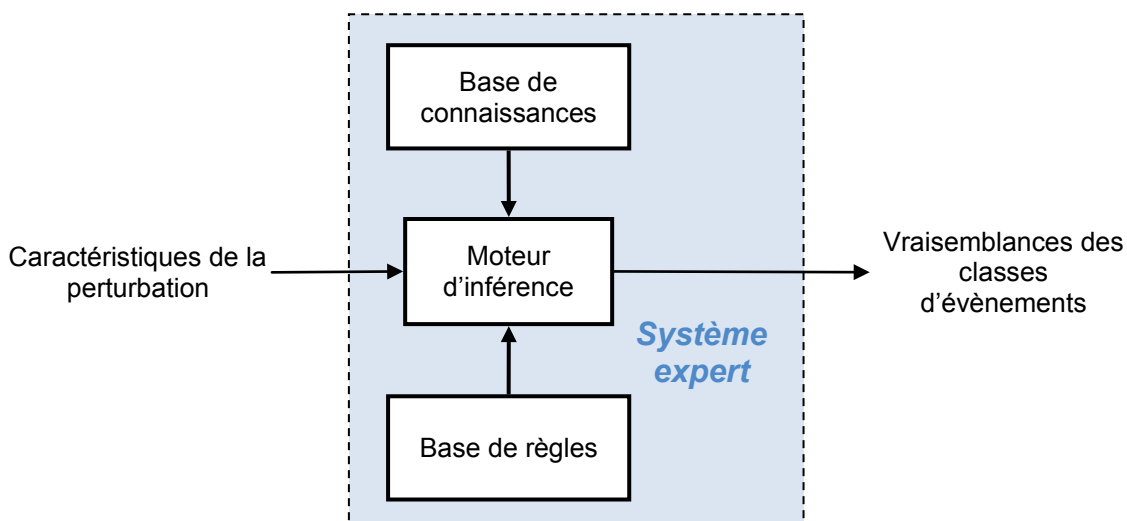 Base de
connaissances
Caractéristiques de la
perturbation
Moteur
d’inférence
Vraisemblances des
classes
d’évènements
Système
expert
Base de règles